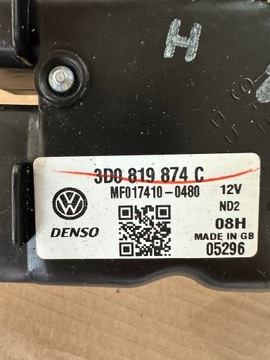 H
3D0 819 874 C
MF017410-0480
12V
ND2
DENSO
08H
MADE IN GB
05296